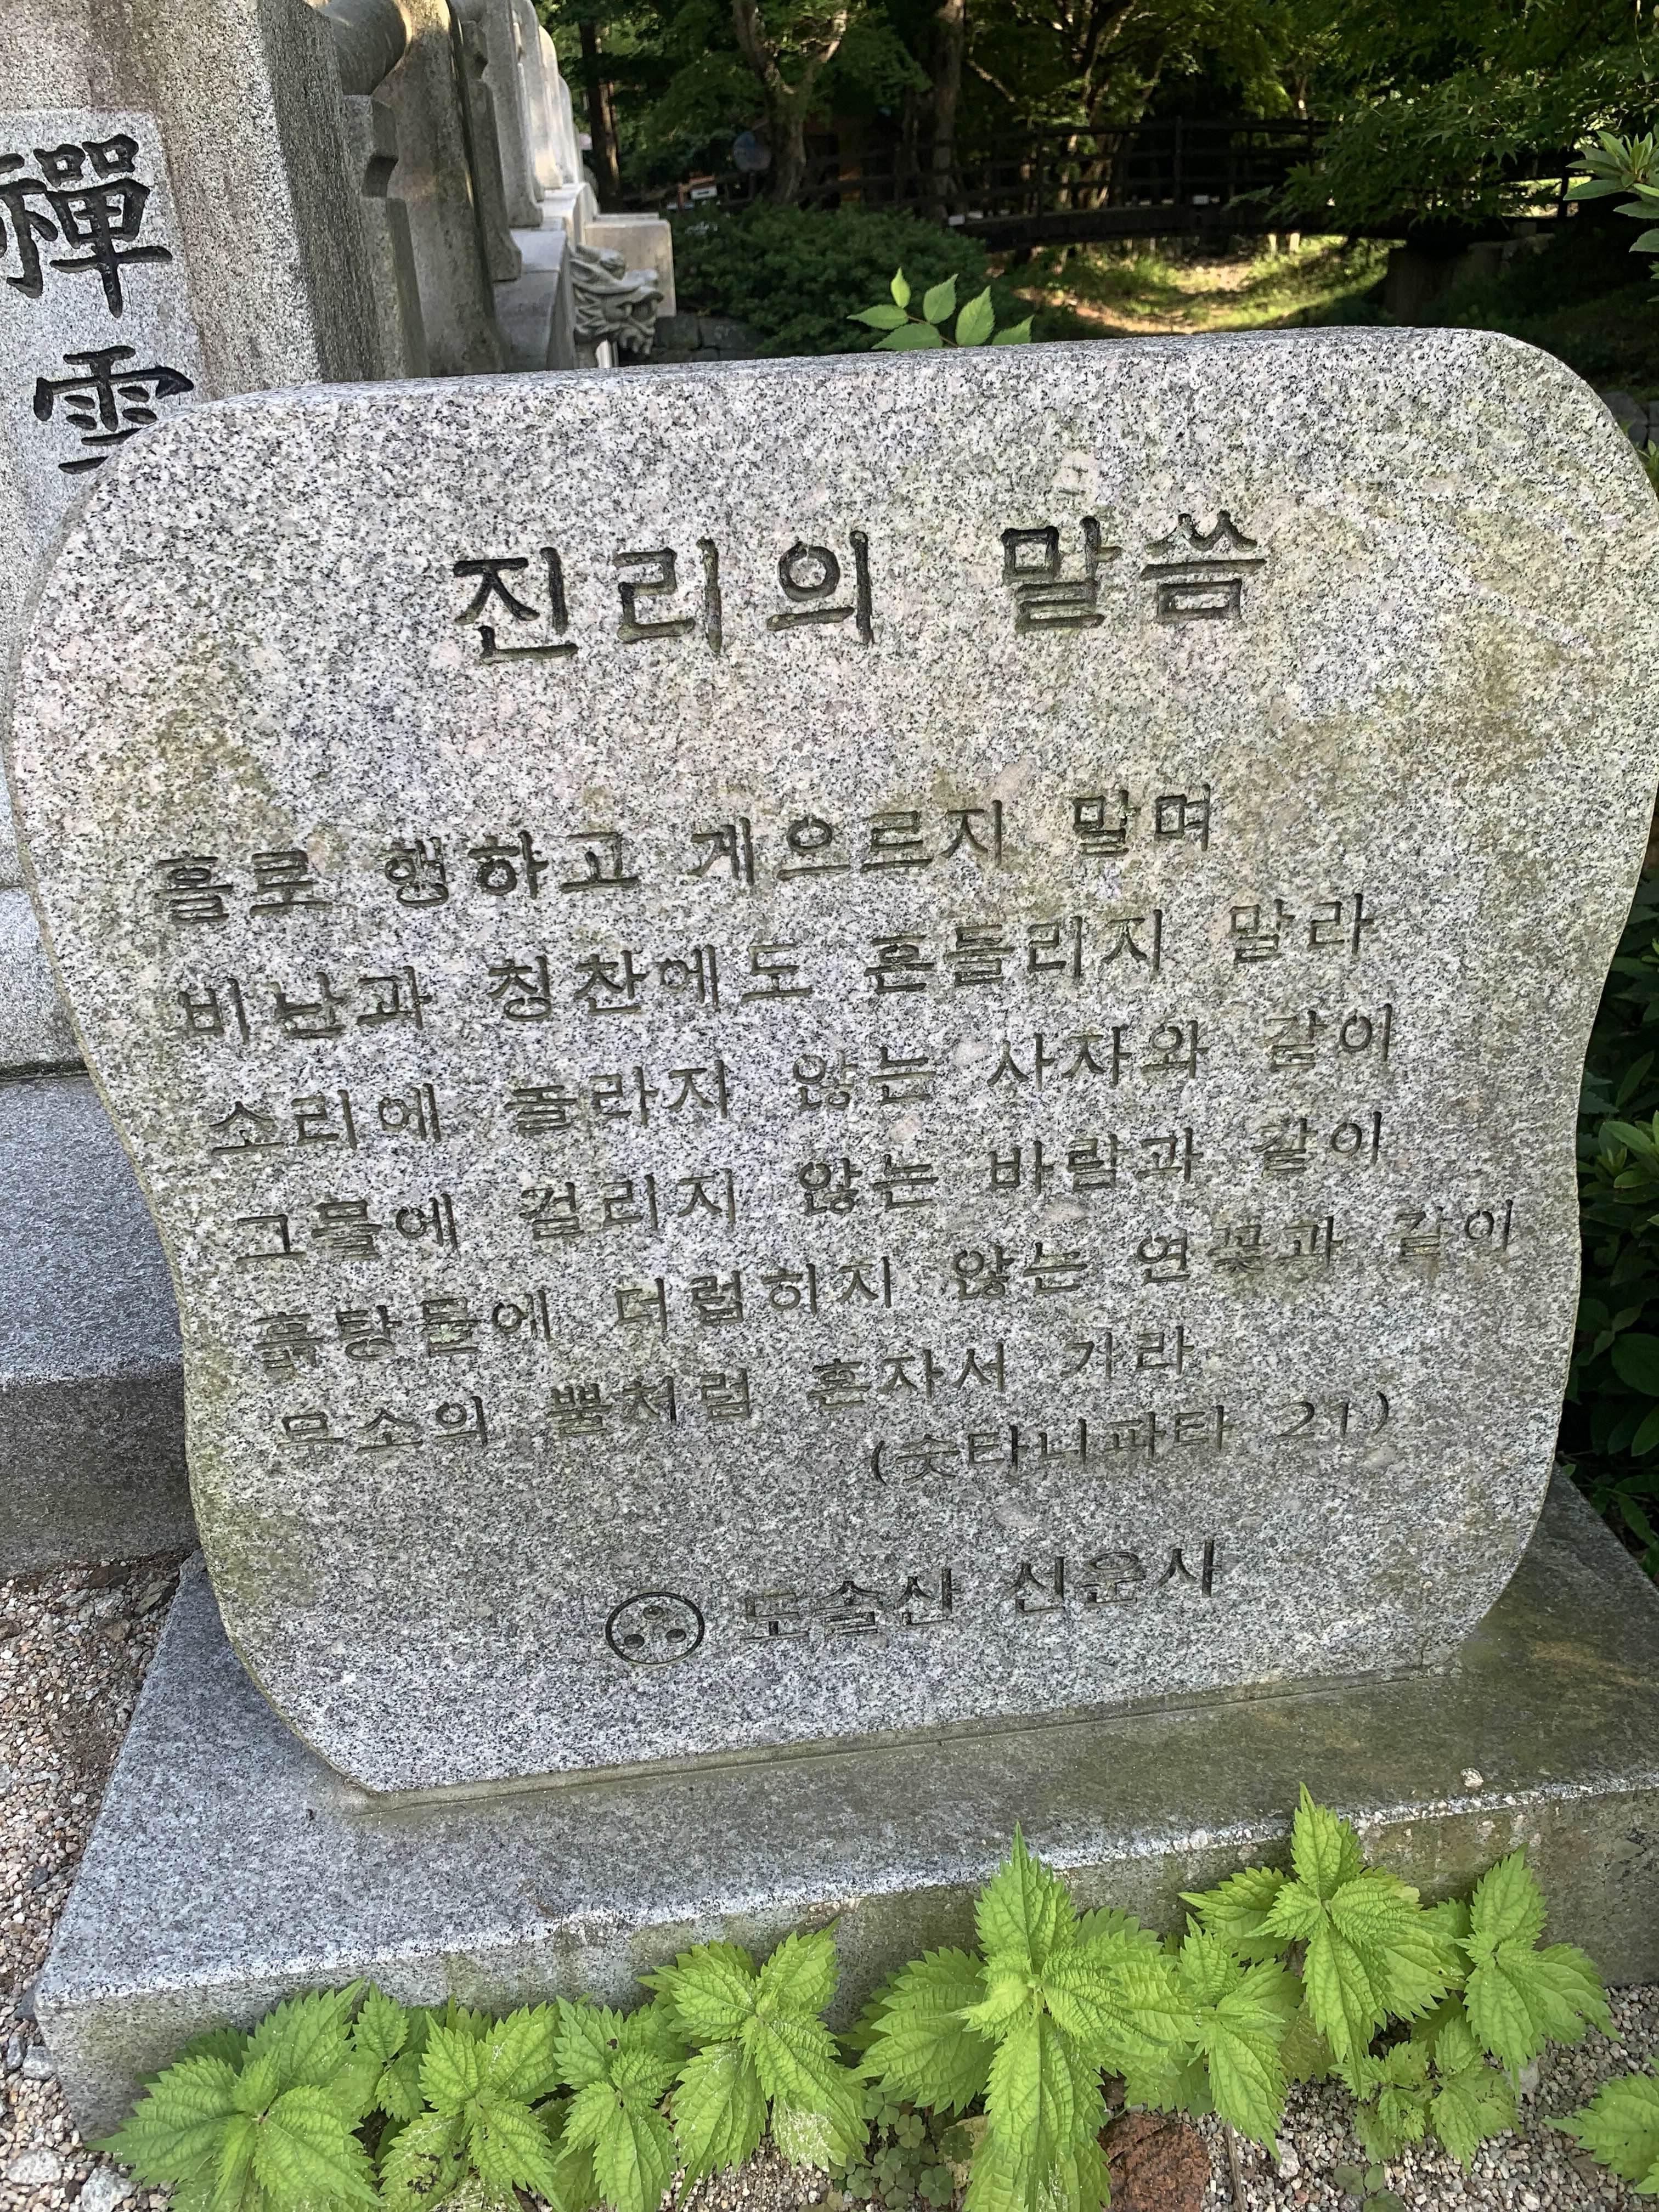 禪
雲
진리의 말씀
홀로 행하고 게으르지 말며
비난과 칭찬에도 흔들리지 말라
소리에 놀라지 않는 사자와 같이
그물에 걸리지 않는 바람과 같이
흙탕물에 더럽히지 않는 연꽃과 같이
무소의 뿔처럼 혼자서 가라
(숫타니파타 21)
도솔산 선운사